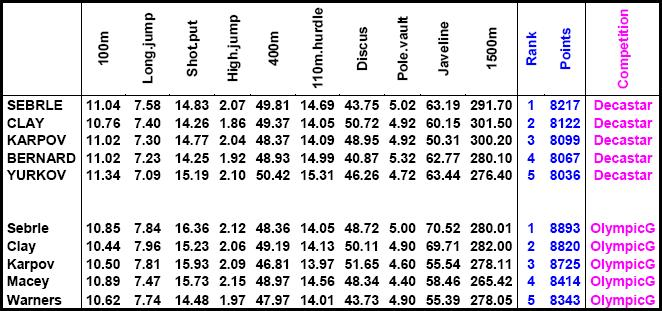 100m Long.jump Shot.put High.jump 400m 110m.hurdle Discus Pole.vault Javeline 1500m Rank Points Competition
SEBRLE 11.04 7.58 14.83 2.07 49.81 14.69 43.75 5.02 63.19 291.70 1 8217 Decastar
CLAY 10.76 7.40 14.26 1.86 49.37 14.05 50.72 4.92 60.15 301.50 2 8122 Decastar
KARPOV 11.02 7.30 14.77 2.04 48.37 14.09 48.95 4.92 50.31 300.20 3 8099 Decastar
BERNARD 11.02 7.23 14.25 1.92 48.93 14.99 40.87 5.32 62.77 280.10 4 8067 Decastar
YURKOV 11.34 7.09 15.19 2.10 50.42 15.31 46.26 4.72 63.44 276.40 5 8036 Decastar
Sebrle 10.85 7.84 16.36 2.12 48.36 14.05 48.72 5.00 70.52 280.01 1 8893 OlympicG
Clay 10.44 7.96 15.23 2.06 49.19 14.13 50.11 4.90 69.71 282.00 2 8820 OlympicG
Karpov 10.50 7.81 15.93 2.09 46.81 13.97 51.65 4.60 55.54 278.11 3 8725 OlympicG
Macey 10.89 7.47 15.73 2.15 48.97 14.56 48.34 4.40 58.46 265.42 4 8414 OlympicG
Warners 10.62 7.74 14.48 1.97 47.97 14.01 43.73 4.90 55.39 278.05 5 8343 OlympicG